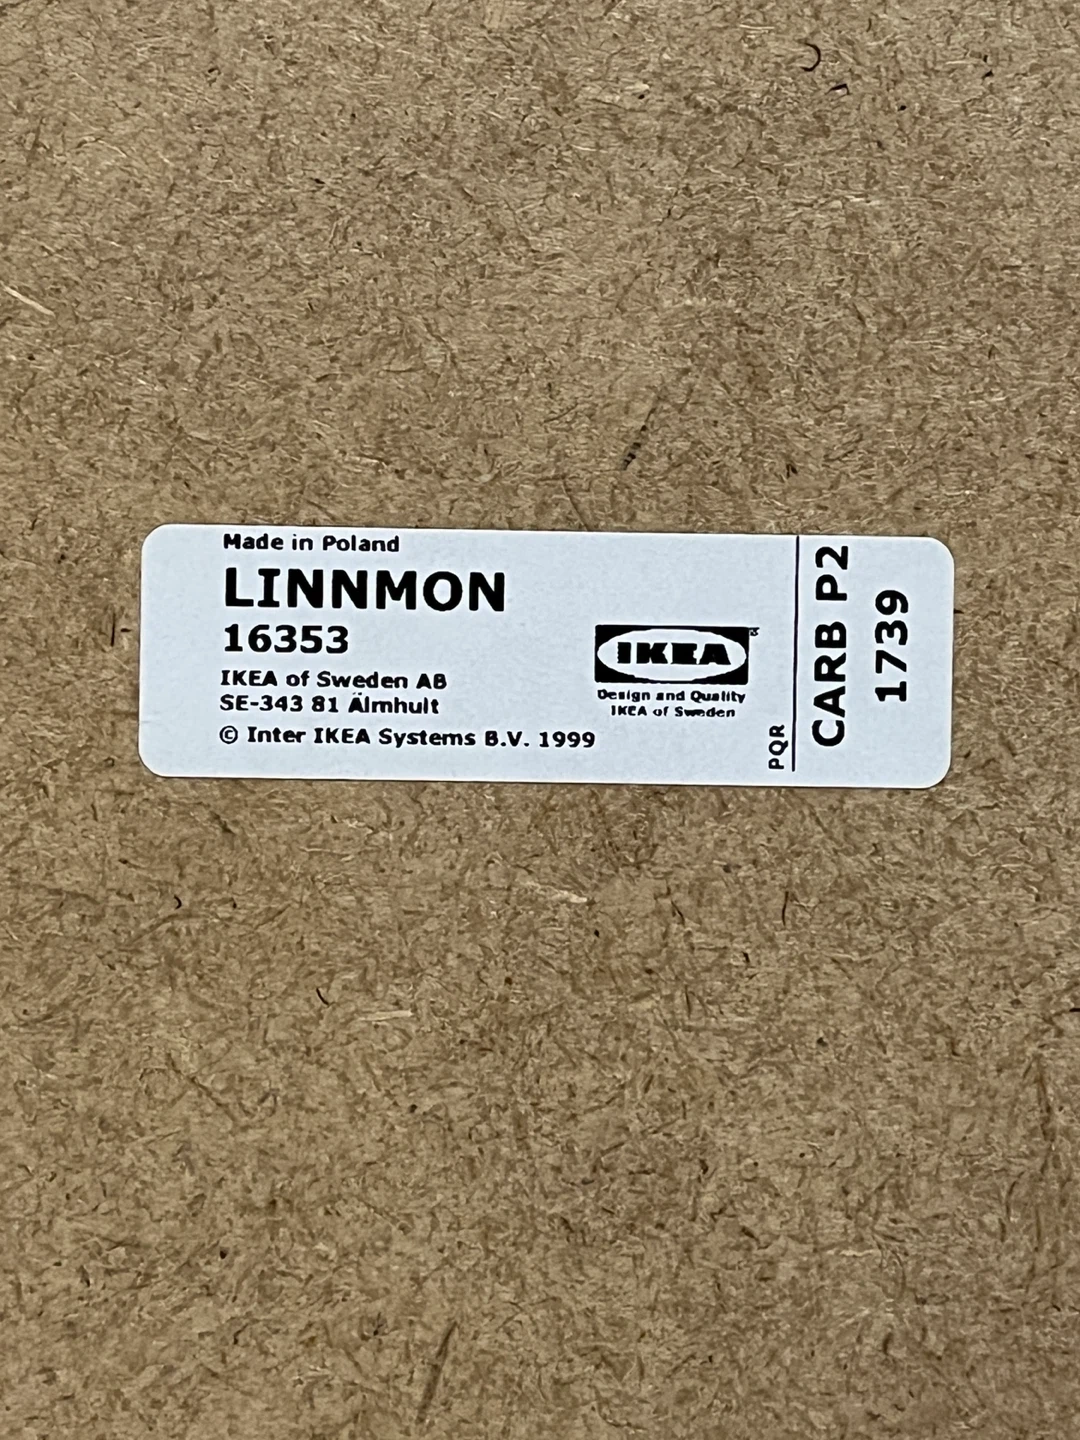 Made in Poland
LINNMON
16353
IKEA of Sweden AB
SE-343 81 Älmhult
© Inter IKEA Systems B.V. 1999
IKEA®
Design and Quality
IKEA of Sweden
PQR
CARB P2
1739